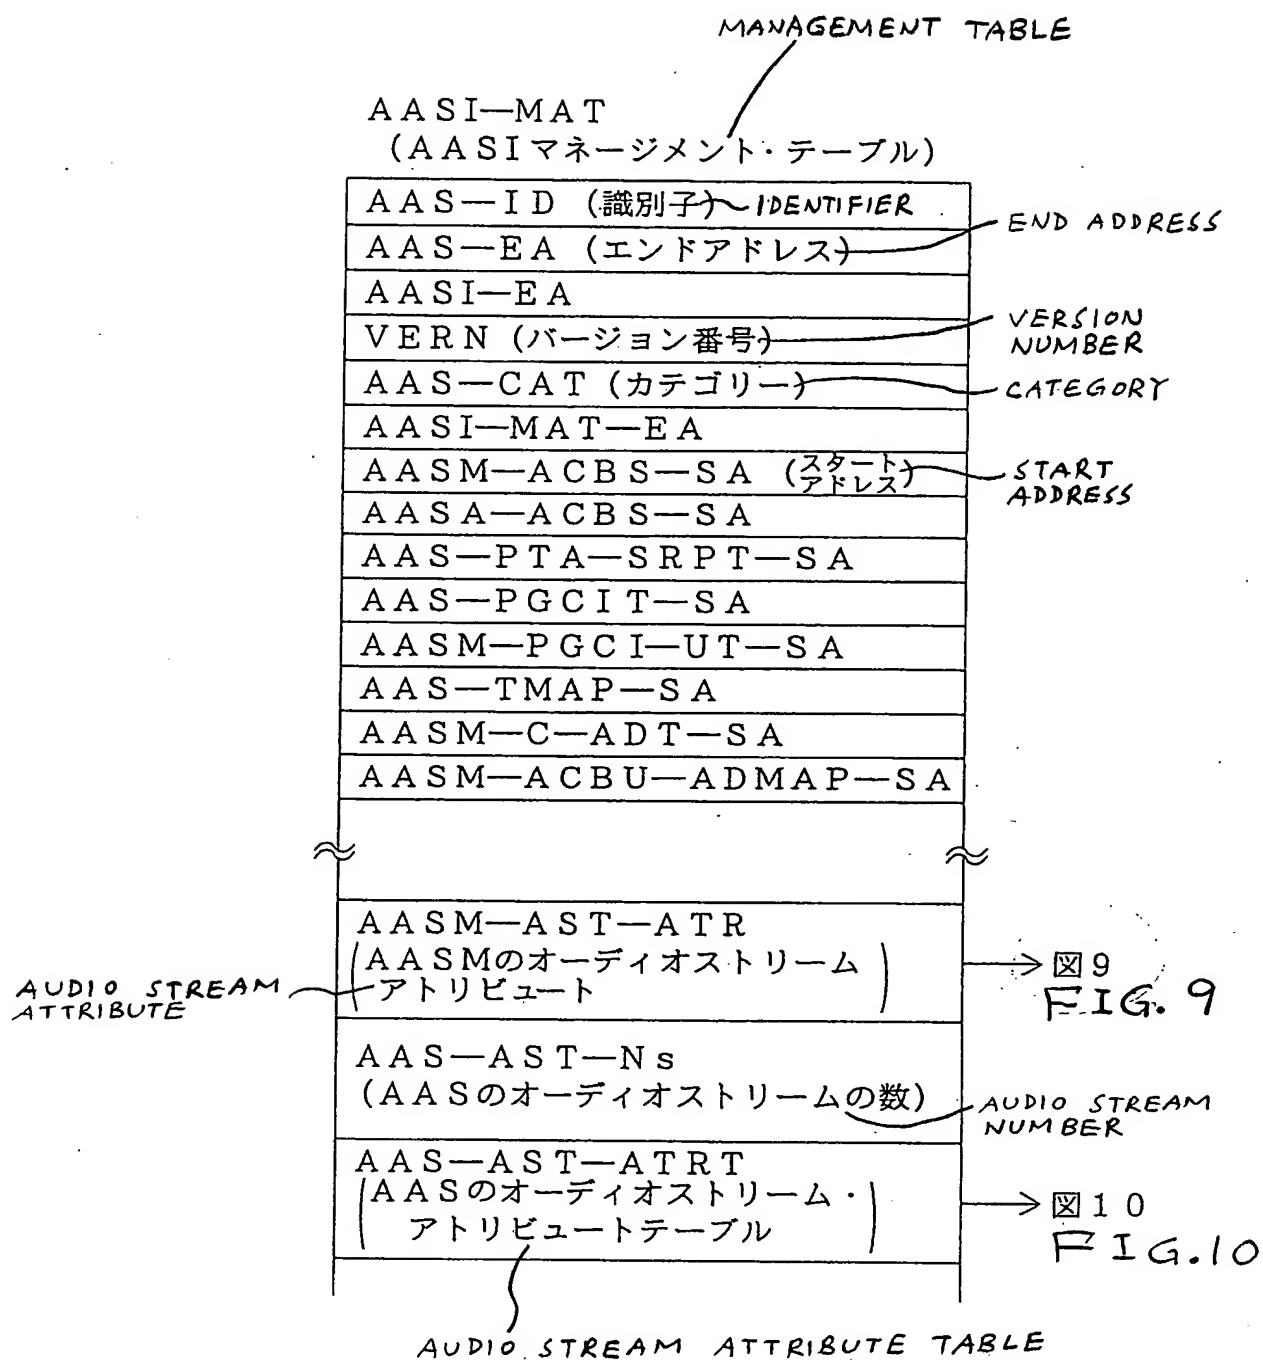 MANAGEMENT TABLE
AASI—MAT
(AASIマネージメント・テーブル)
AAS—ID (識別子) IDENTIFIER
END ADDRESS
AAS—EA (エンドアドレス)
AASI—EA
VERN (バージョン番号)
VERSION
NUMBER
AAS—CAT (カテゴリー)
CATEGORY
AASI—MAT—EA
AASM—ACBS—SA (スタート
アドレス)
START
ADDRESS
AASA—ACBS—SA
AAS—PTA—SRPT—SA
AAS—PGCIT—SA
AASM—PGCI—UT—SA
AAS—TMAP—SA
AASM—C—ADT—SA
AASM—ACBU—ADMAP—SA
AASM—AST—ATR
(AASMのオーディオストリーム
アトリビュート)
AUDIO STREAM
ATTRIBUTE
図9
FIG. 9
AAS—AST—Ns
(AASのオーディオストリームの数)
AUDIO STREAM
NUMBER
AAS—AST—ATRT
(AASのオーディオストリーム・
アトリビュートテーブル)
図10
FIG.10
AUDIO STREAM ATTRIBUTE TABLE